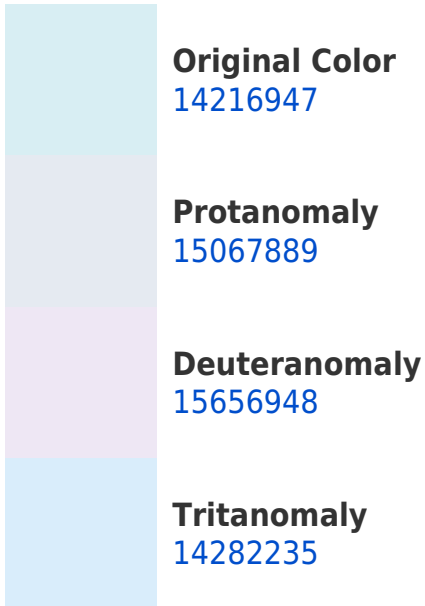 Original Color
14216947
Protanomaly
15067889
Deuteranomaly
15656948
Tritanomaly
14282235